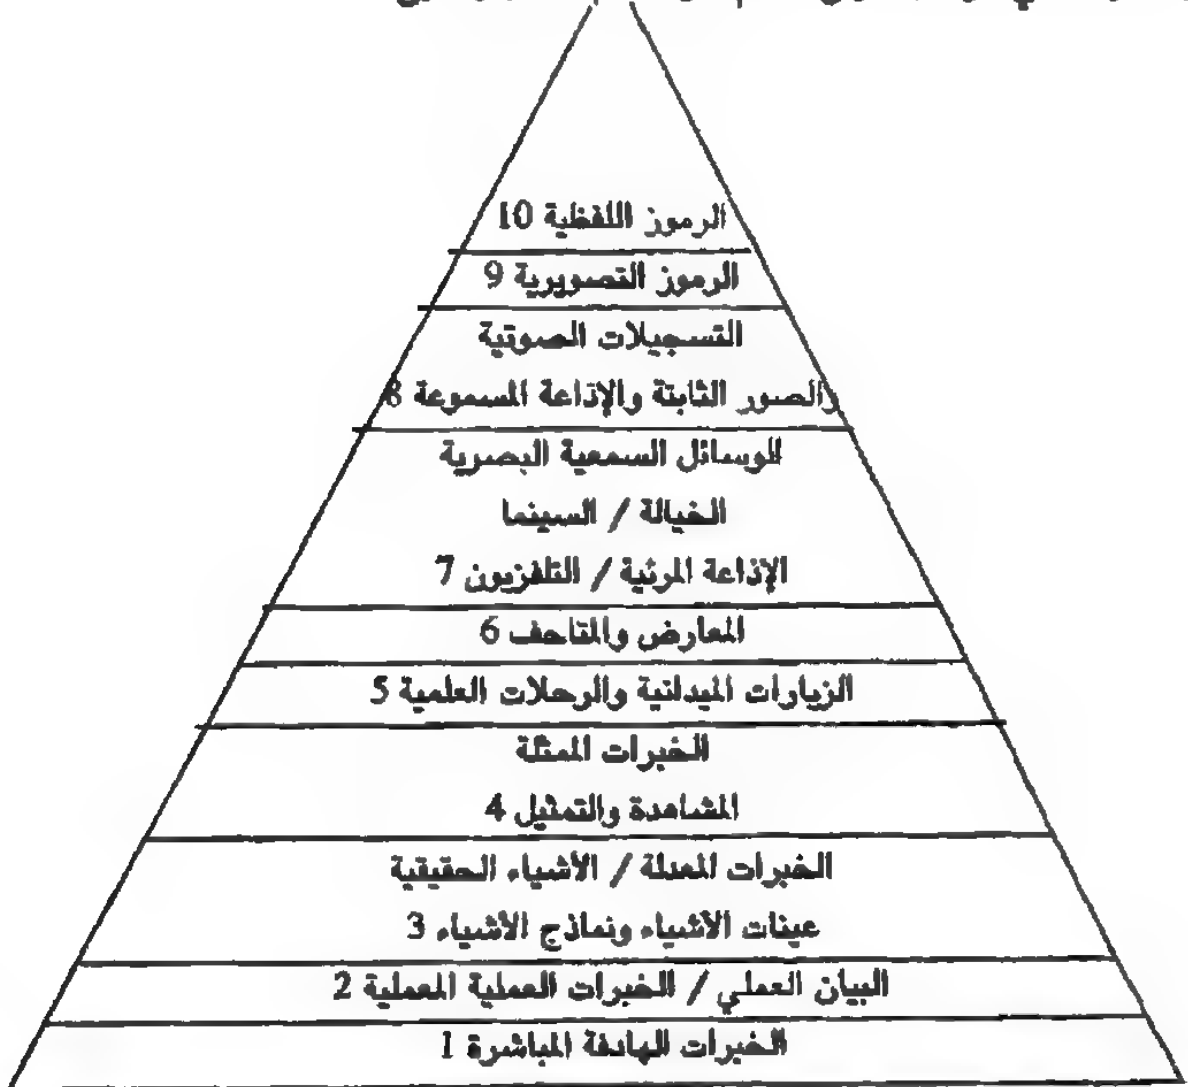 الرموز اللفظية 10
الرموز التصويرية 9
التسجيلات الصوتية
والصور الثابتة والإذاعة المسموعة 8
الوسائل السمعية البصرية
الخيالة / السينما
الإذاعة المرئية / التلفزيون 7
المعارض والمتاحف 6
الزيارات الميدانية والرحلات العلمية 5
الخبرات الممثلة
المشاهدة والتمثيل 4
الخبرات المعدلة / الأشياء الحقيقية
عينات الأشياء ونماذج الأشياء 3
البيان العملي / الخبرات العملية المعملية 2
الخبرات الهادفة المباشرة 1